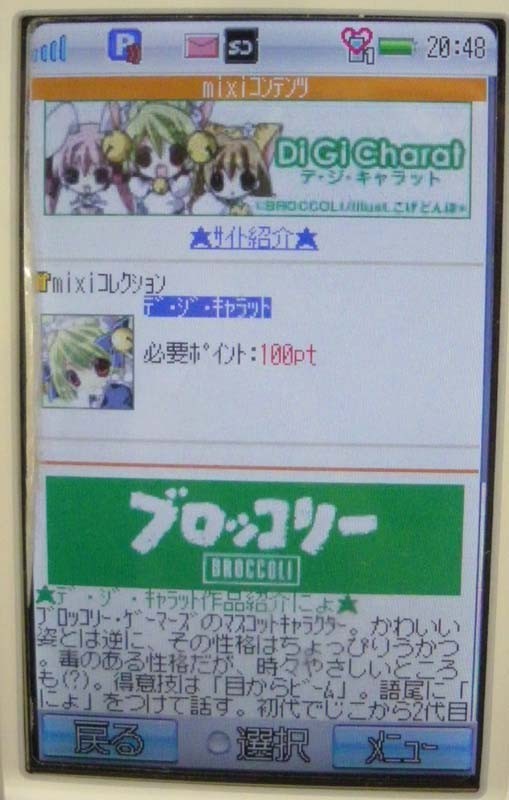 20:48
mixiコンテンツ
Di Gi Charat
デ・ジ・キャラット
©BROCCOLI/illust.こげどんぼ*
★サイト紹介★
mixiコレクション
デ・ジ・キャラット
必要ポイント:100pt
ブロッコリー
BROCCOLI
★デ・ジ・キャラット作品紹介にょ★
ブロッコリー・ゲーマーズのマスコットキャラクター。かわいい
姿とは逆に、その性格はちょっぴりうかつ
。毒のある性格だが、時々やさしいところ
も(?)。得意技は「目からビーム」。語尾に「
にょ」をつけて話す。初代でじこから2代目
戻る 選択 メニュー